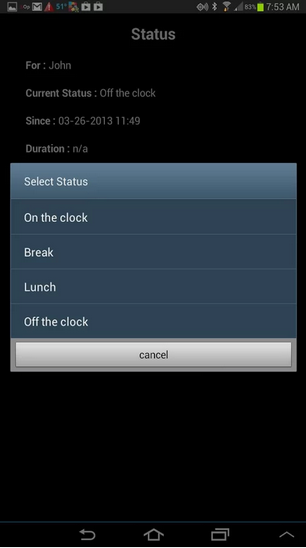 51°
83%
7:53 AM
Status
For : John
Current Status : Off the clock
Since : 03-26-2013 11:49
Duration : n/a
Select Status
On the clock
Break
Lunch
Off the clock
cancel